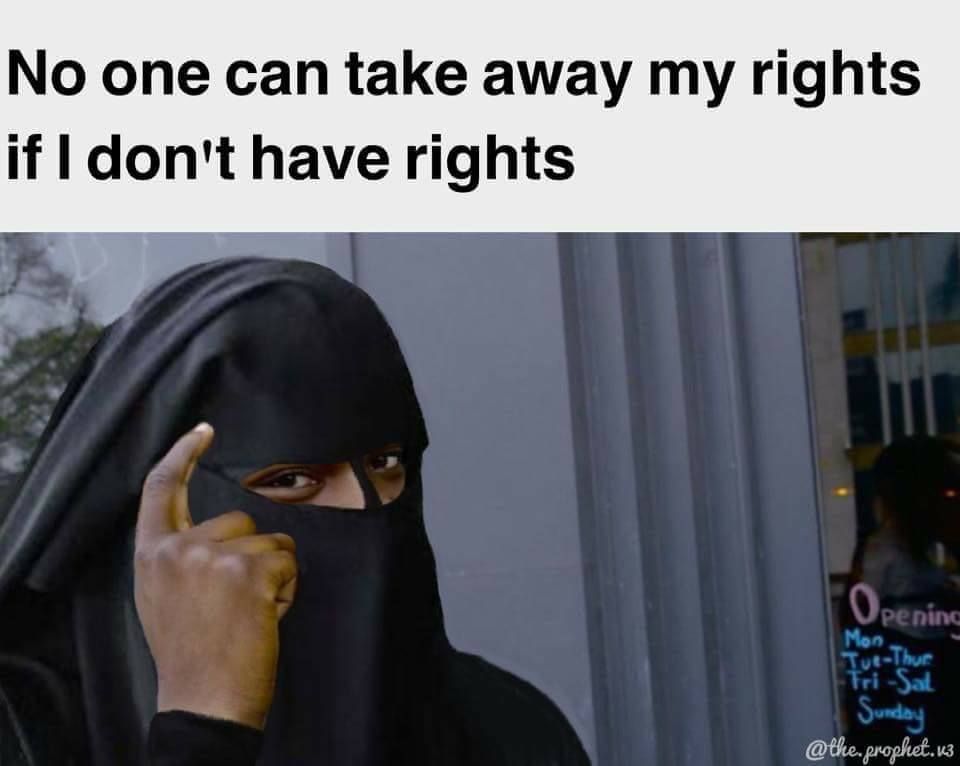 No one can take away my rights
if I don't have rights
Opening
Mon
Tue-Thur
Fri-Sat
Sunday
@the.prophet.v3